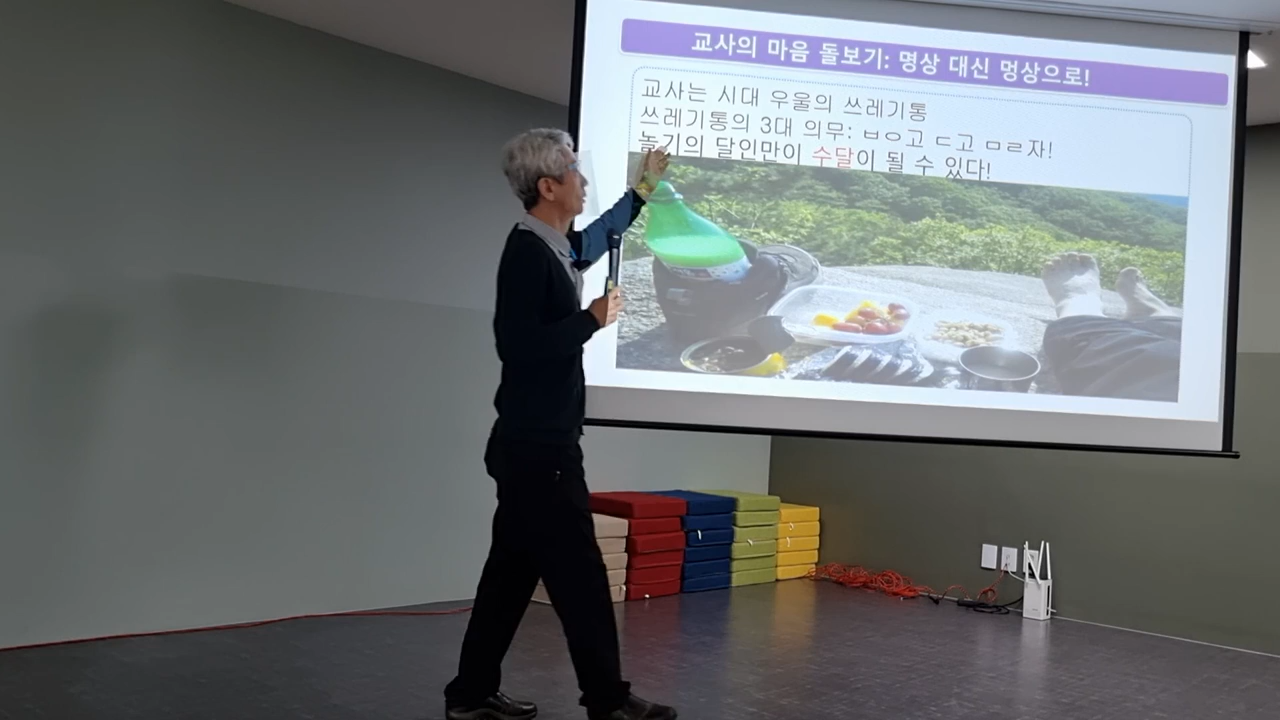 교사의 마음 돌보기: 명상 대신 멍상으로!
교사는 시대 우울의 쓰레기통
쓰레기통의 3대 의무: ㅂㅇ고 ㄷ고 ㅁㄹ자!
놀기의 달인만이 수달이 될 수 있다!